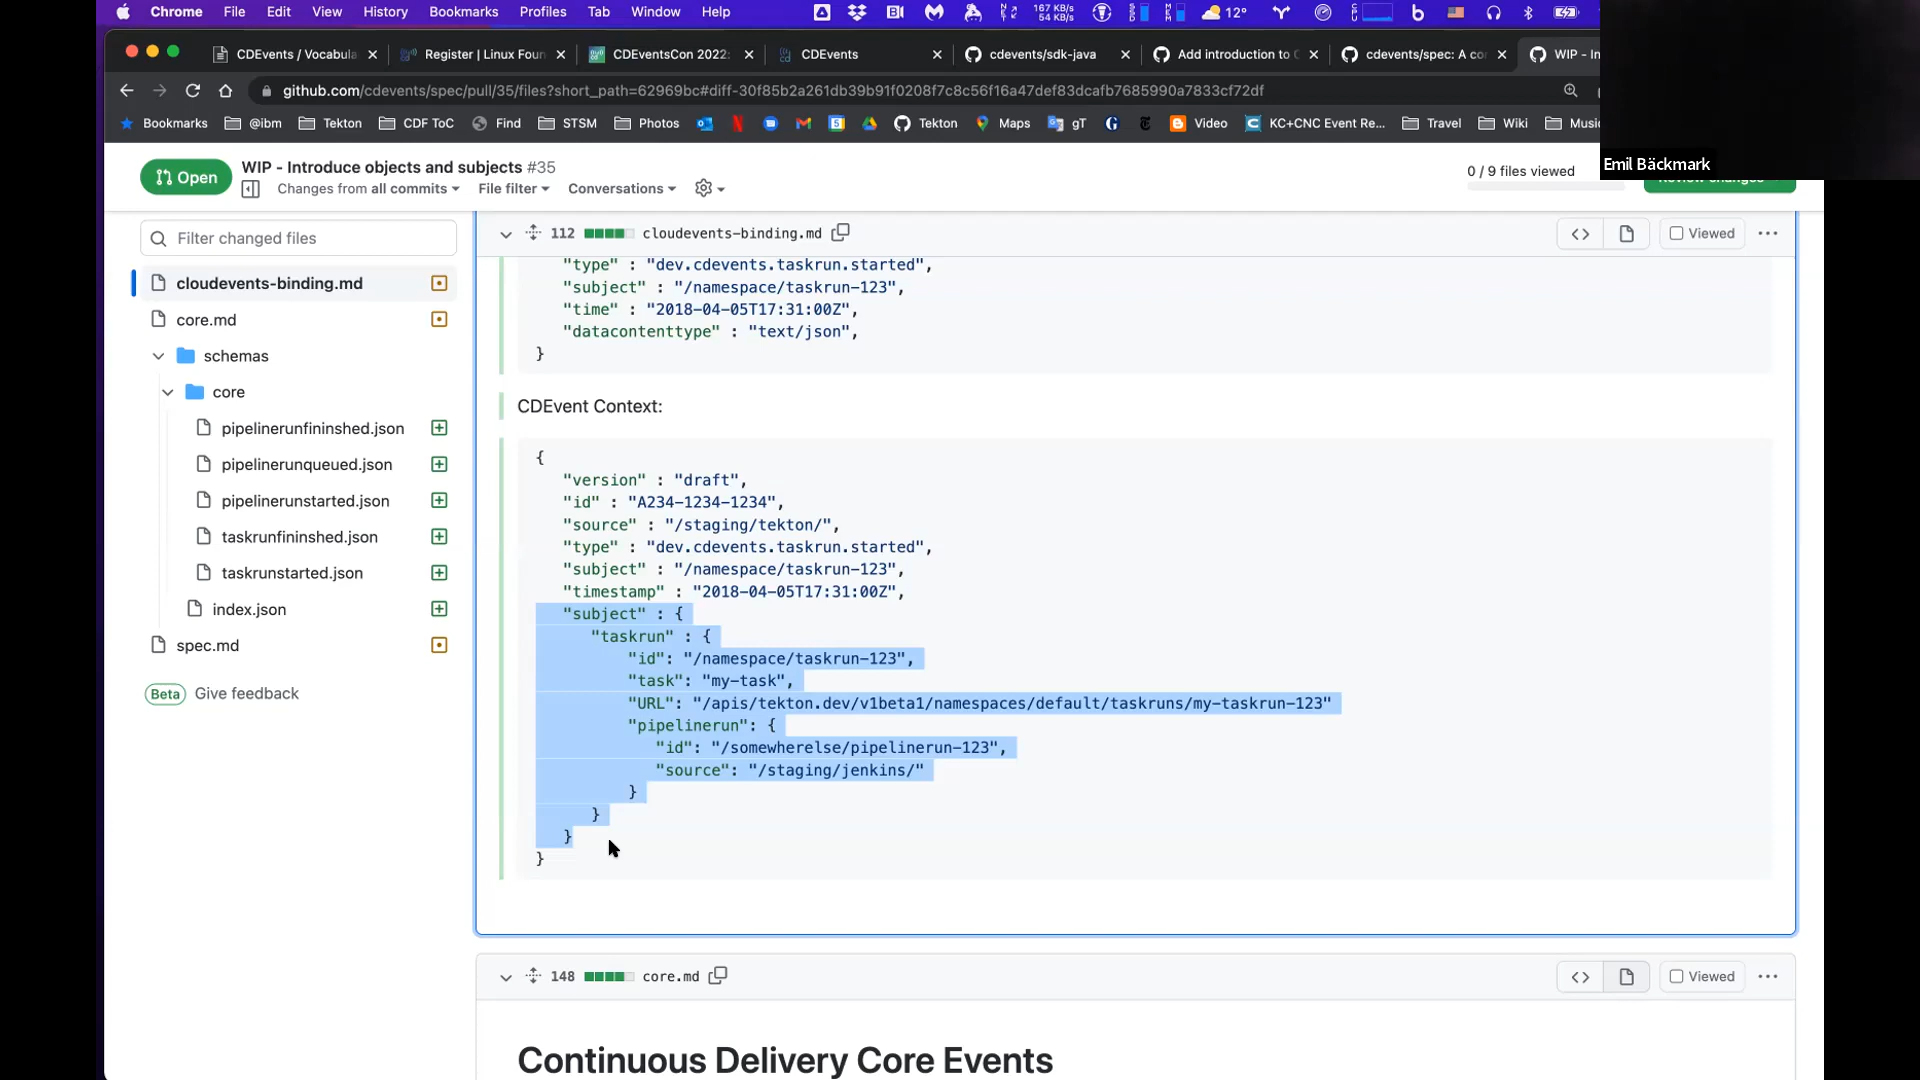 Chrome File Edit View History Bookmarks Profiles Tab Window Help 167 KB/s 54 KB/s 12°
CDEvents / Vocabula Register | Linux Foun CDEventsCon 2022: CDEvents cdevents/sdk-java Add introduction to C cdevents/spec: A co WIP - In
github.com/cdevents/spec/pull/35/files?short_path=62969bc#diff-30f85b2a261db39b91f0208f7c8c56f16a47def83dcafb7685990a7833cf72df
Bookmarks @ibm Tekton CDF ToC Find STSM Photos Tekton Maps gT Video KC+CNC Event Re... Travel Wiki Musi
Emil Bäckmark
Open
WIP - Introduce objects and subjects #35
Changes from all commits File filter Conversations
0 / 9 files viewed
Filter changed files
cloudevents-binding.md
core.md
schemas
core
pipelinerunfininshed.json
pipelinerunqueued.json
pipelinerunstarted.json
taskrunfininshed.json
taskrunstarted.json
index.json
spec.md
Beta Give feedback
112 cloudevents-binding.md Viewed
"type" : "dev.cdevents.taskrun.started",
"subject" : "/namespace/taskrun-123",
"time" : "2018-04-05T17:31:00Z",
"datacontenttype" : "text/json",
}
CDEvent Context:
{
"version" : "draft",
"id" : "A234-1234-1234",
"source" : "/staging/tekton/",
"type" : "dev.cdevents.taskrun.started",
"subject" : "/namespace/taskrun-123",
"timestamp" : "2018-04-05T17:31:00Z",
"subject" : {
"taskrun" : {
"id": "/namespace/taskrun-123",
"task": "my-task",
"URL": "/apis/tekton.dev/v1beta1/namespaces/default/taskruns/my-taskrun-123"
"pipelinerun": {
"id": "/somewherelse/pipelinerun-123",
"source": "/staging/jenkins/"
}
}
}
}
148 core.md Viewed
Continuous Delivery Core Events